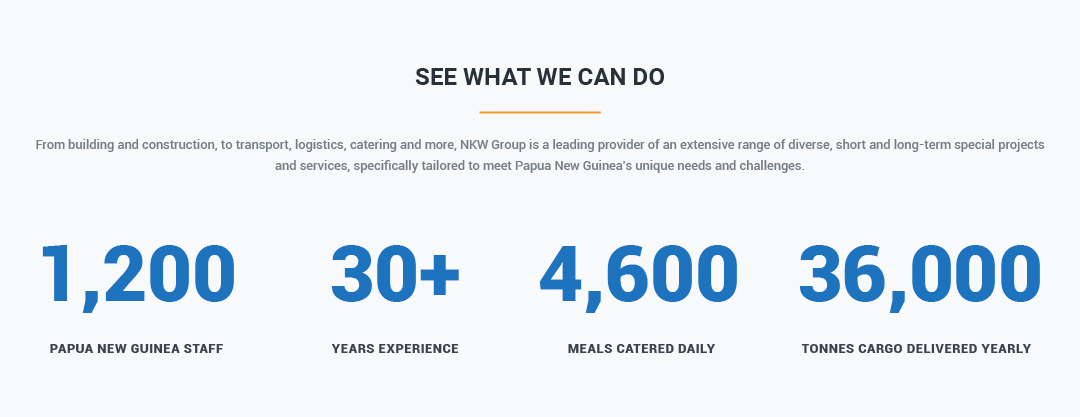 SEE WHAT WE CAN DO
From building and construction, to transport, logistics, catering and more, NKW Group is a leading provider of an extensive range of diverse, short and long-term special projects
and services, specifically tailored to meet Papua New Guinea's unique needs and challenges.
1,200
PAPUA NEW GUINEA STAFF
30+
YEARS EXPERIENCE
4,600
MEALS CATERED DAILY
36,000
TONNES CARGO DELIVERED YEARLY